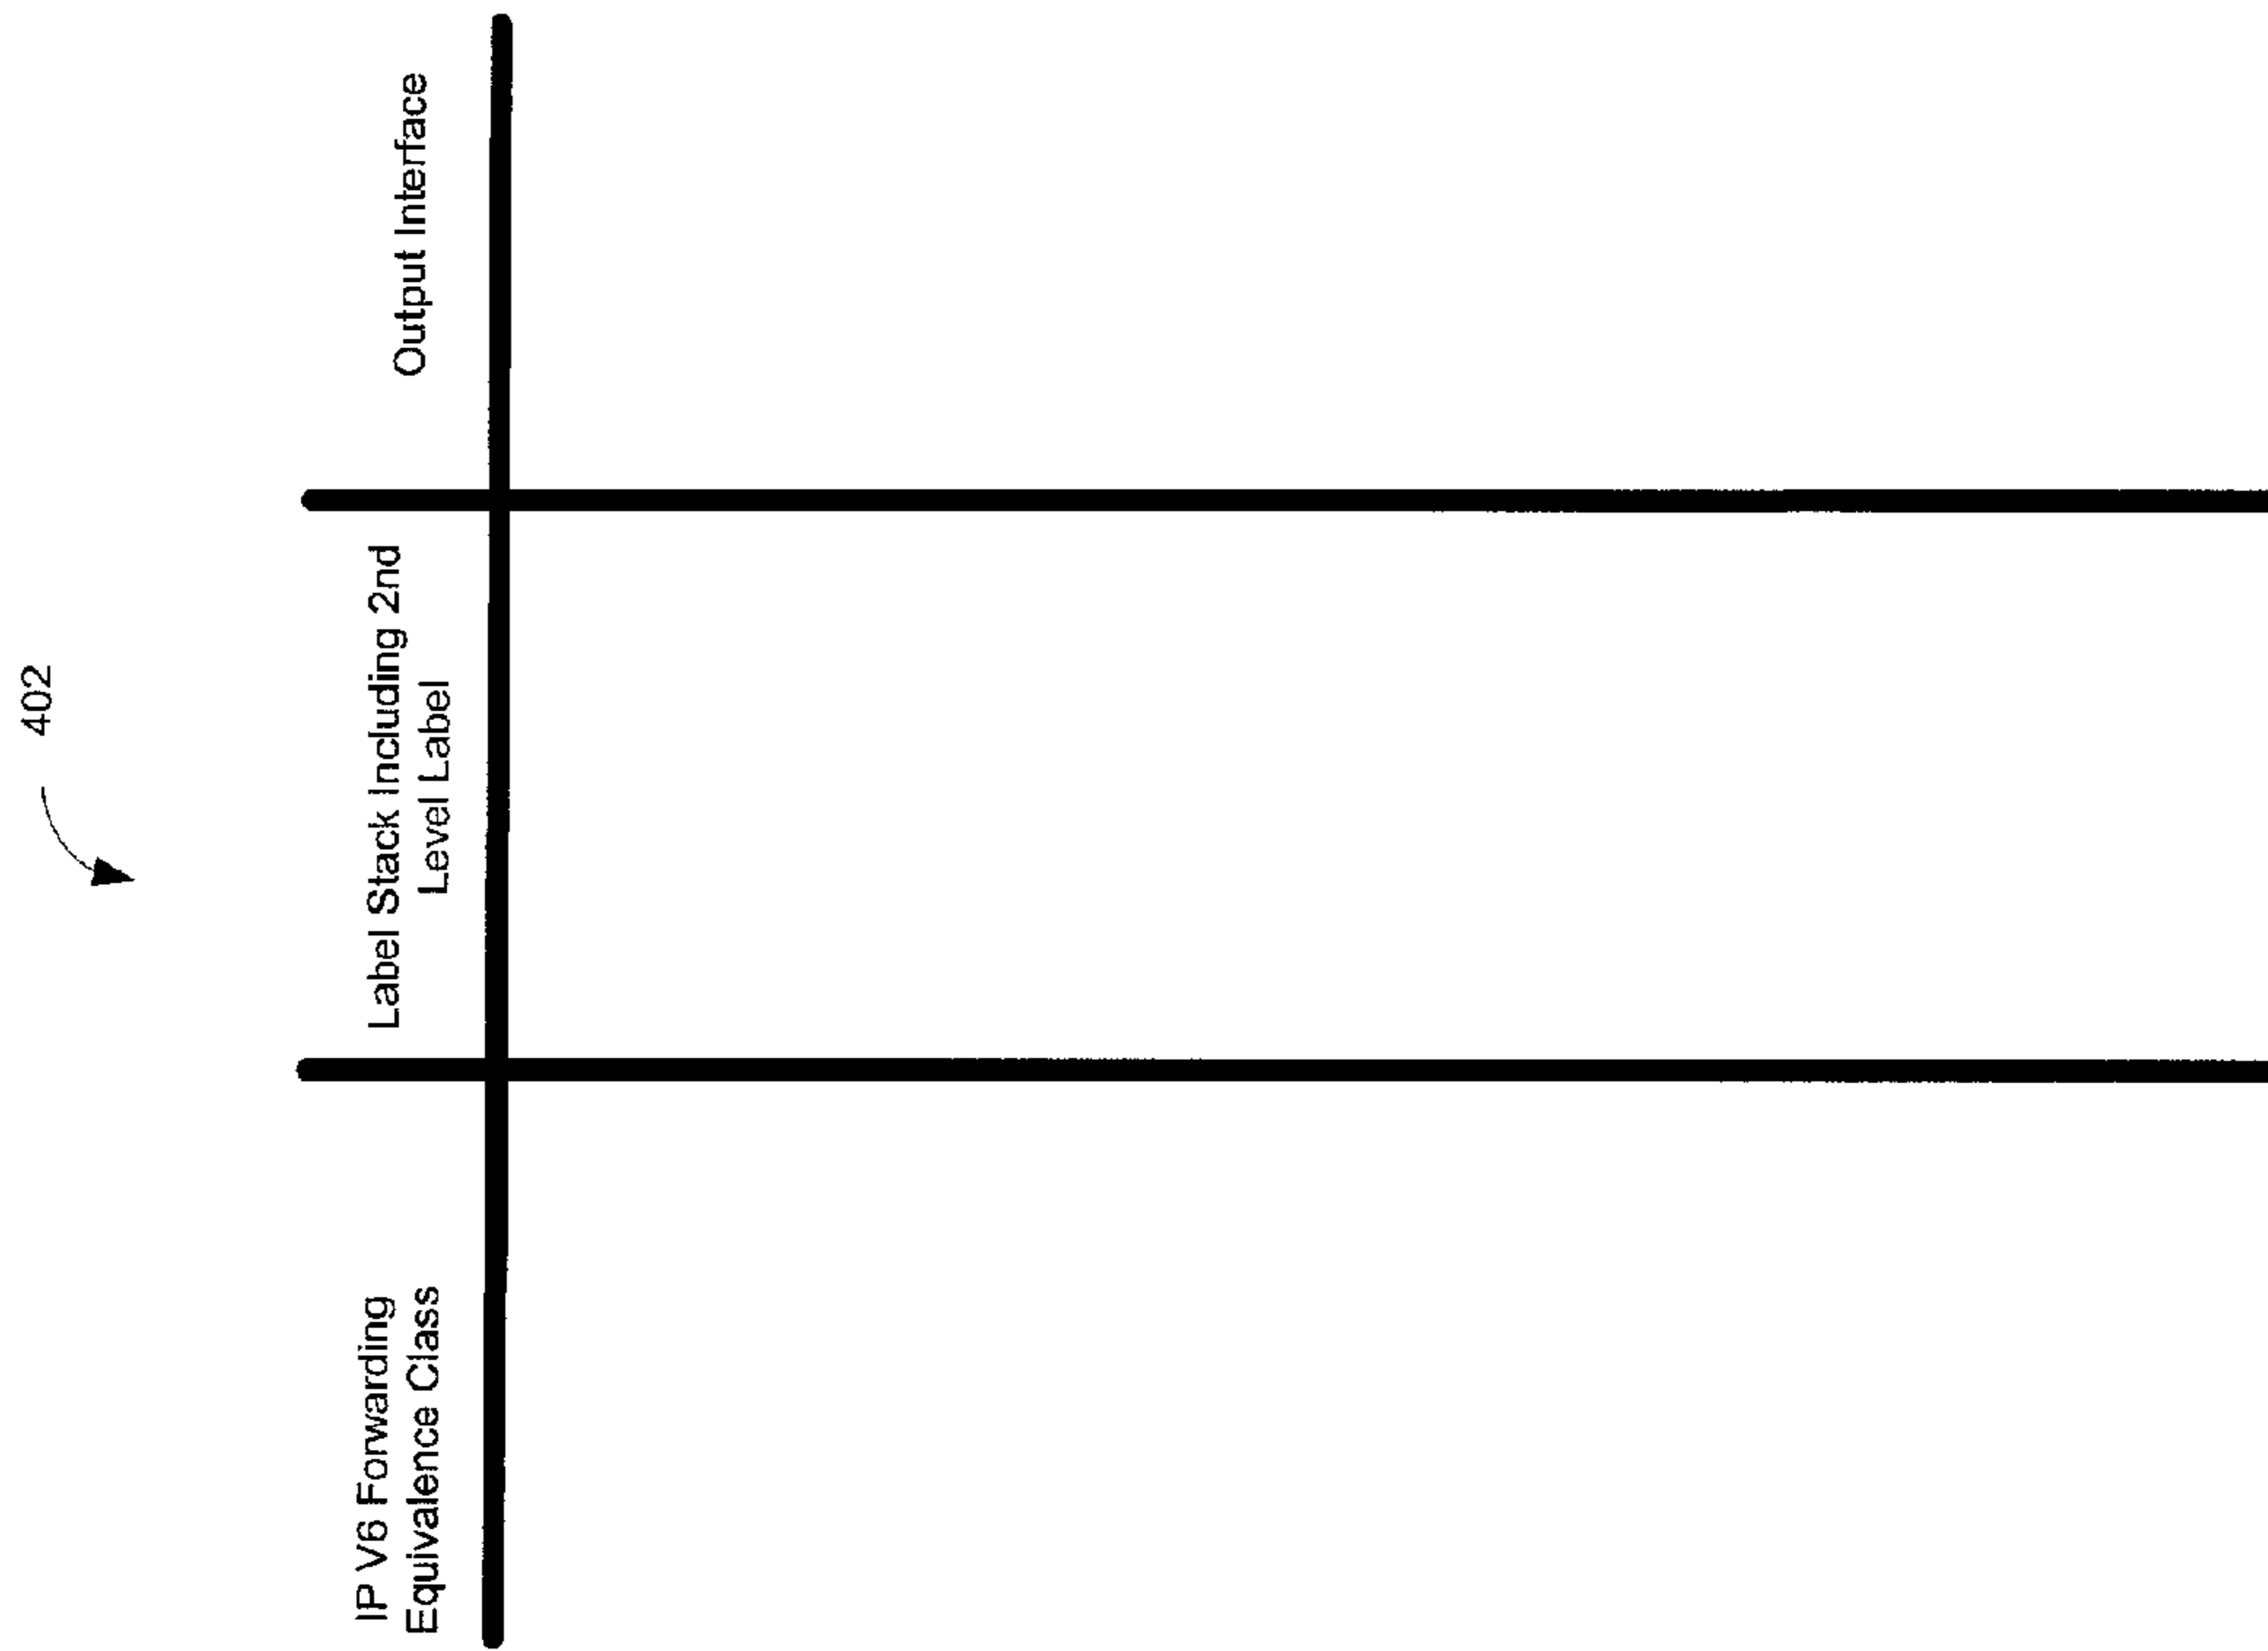 402
IP V6 Forwarding
Equivalence Class
Label Stack Including 2nd
Level Label
Output Interface